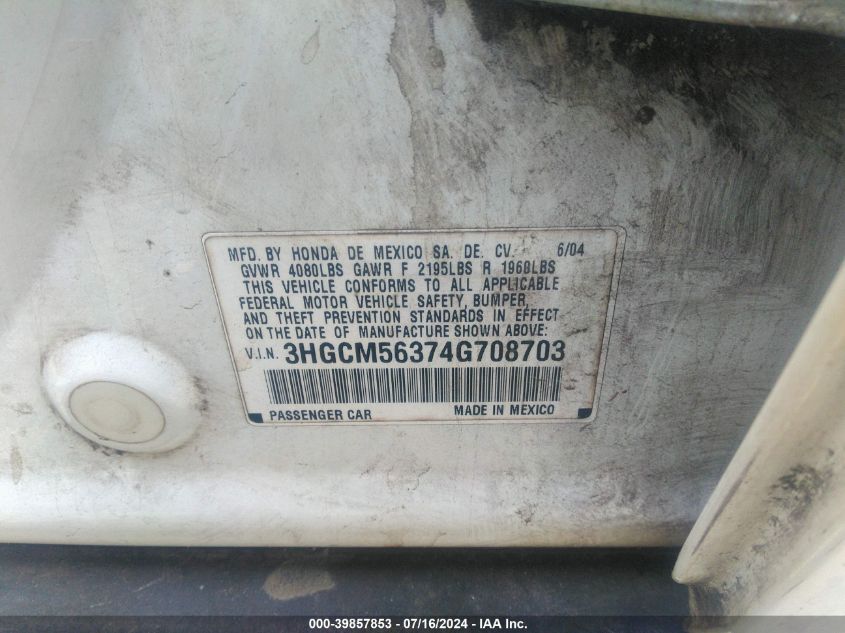 MFD. BY HONDA DE MEXICO SA. DE. CV. 6/04
GVWR 4080LBS GAWR F 2195LBS R 1968LBS
THIS VEHICLE CONFORMS TO ALL APPLICABLE
FEDERAL MOTOR VEHICLE SAFETY, BUMPER,
AND THEFT PREVENTION STANDARDS IN EFFECT
ON THE DATE OF MANUFACTURE SHOWN ABOVE:
V.I.N. 3HGCM56374G708703
PASSENGER CAR MADE IN MEXICO
000-39857853 / 07/16/2024 - IAA Inc.